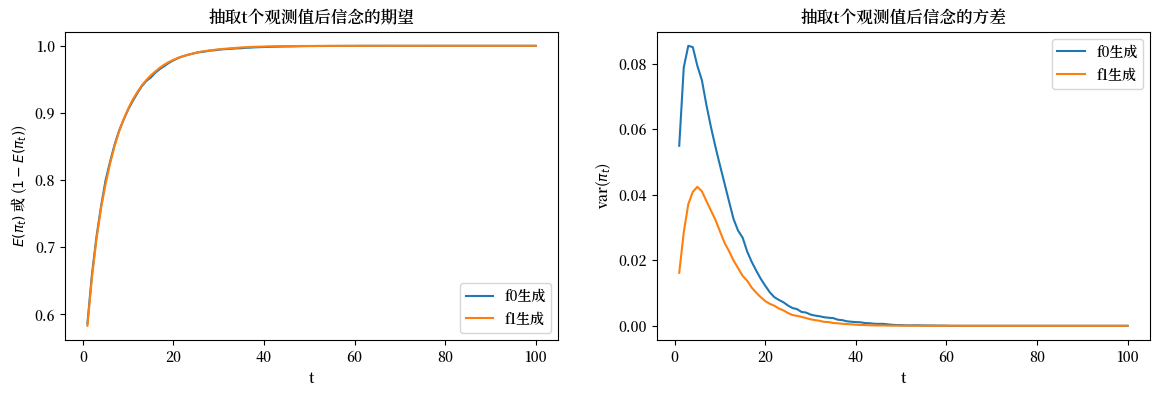 抽取t个观测值后信念的期望
E(πt) 或 (1 − E(πt))
1.0
0.9
0.8
0.7
0.6
0
20
40
60
80
100
t
f0生成
f1生成
抽取t个观测值后信念的方差
var(πt)
0.08
0.06
0.04
0.02
0.00
0
20
40
60
80
100
t
f0生成
f1生成